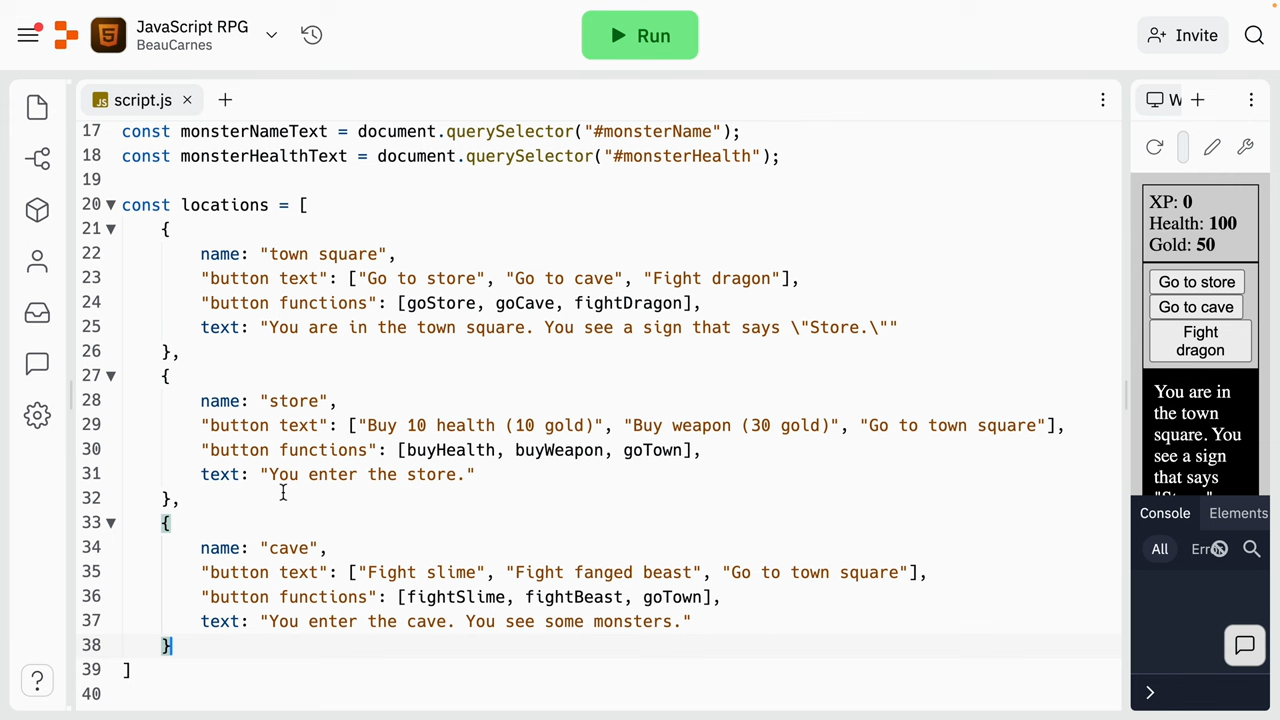 JavaScript RPG
BeauCarnes
Run
Invite
JS script.js
17 const monsterNameText = document.querySelector("#monsterName");
18 const monsterHealthText = document.querySelector("#monsterHealth");
19
20 const locations = [
21 {
22 name: "town square",
23 "button text": ["Go to store", "Go to cave", "Fight dragon"],
24 "button functions": [goStore, goCave, fightDragon],
25 text: "You are in the town square. You see a sign that says \"Store.\""
26 },
27 {
28 name: "store",
29 "button text": ["Buy 10 health (10 gold)", "Buy weapon (30 gold)", "Go to town square"],
30 "button functions": [buyHealth, buyWeapon, goTown],
31 text: "You enter the store."
32 },
33 {
34 name: "cave",
35 "button text": ["Fight slime", "Fight fanged beast", "Go to town square"],
36 "button functions": [fightSlime, fightBeast, goTown],
37 text: "You enter the cave. You see some monsters."
38 }
39 ]
40
W
XP: 0
Health: 100
Gold: 50
Go to store
Go to cave
Fight
dragon
You are in
the town
square. You
see a sign
that says
"Store."
Console Elements
All